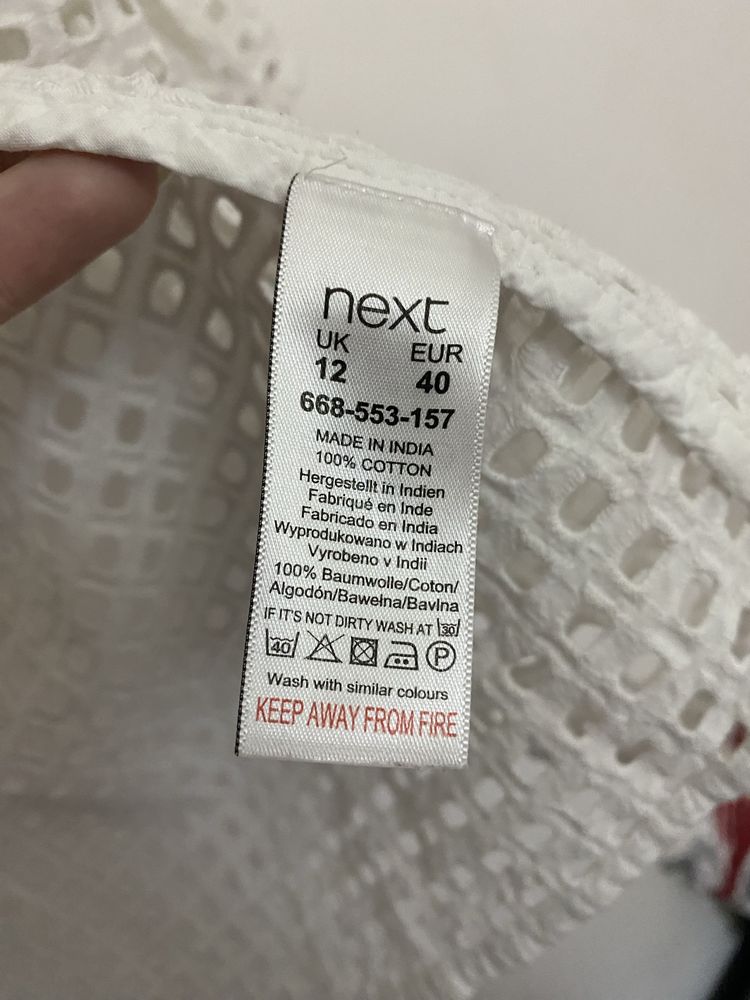 next
UK EUR
12 40
668-553-157
MADE IN INDIA
100% COTTON
Hergestellt in Indien
Fabriqué en Inde
Fabricado en India
Wyprodukowano w Indiach
Vyrobeno v Indii
100% Baumwolle/Coton/
Algodón/Bawełna/Bavlna
IF IT'S NOT DIRTY WASH AT 30
40 P
Wash with similar colours
KEEP AWAY FROM FIRE